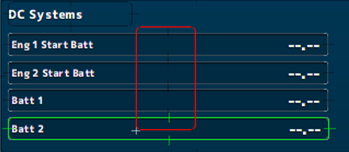 DC Systems
Eng 1 Start Batt --.--
Eng 2 Start Batt --.--
Batt 1 --.--
Batt 2 --.--